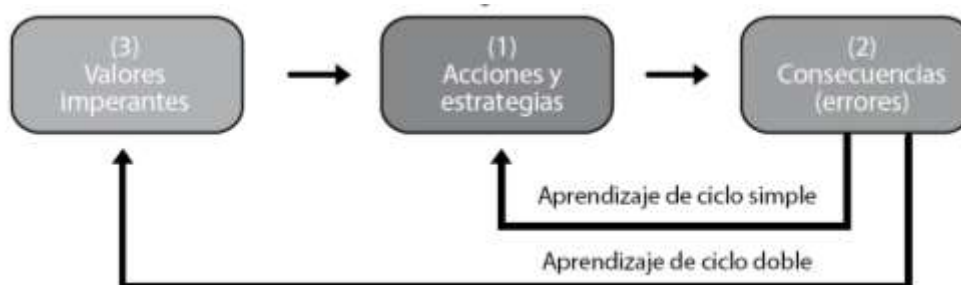 (3)
Valores
imperantes
(1)
Acciones y
estrategias
(2)
Consecuencias
(errores)
Aprendizaje de ciclo simple
Aprendizaje de ciclo doble